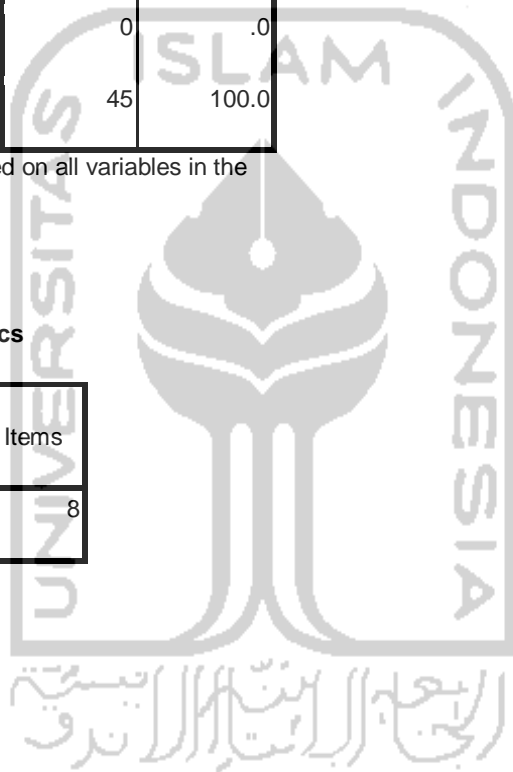 0 .0
ISLAM
45 100.0
ed on all variables in the
cs
Items
8
UNIVERSITAS
INDONESIA